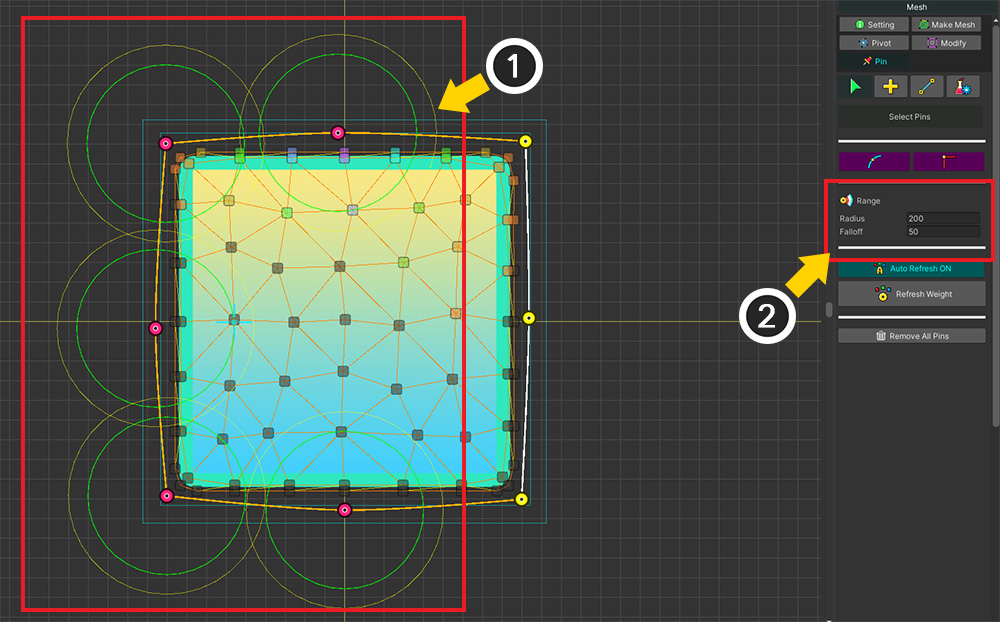 Mesh
Setting
Make Mesh
Pivot
Modify
Pin
Select Pins
Range
Radius 200
Falloff 50
Auto Refresh ON
Refresh Weight
Remove All Pins
1
2